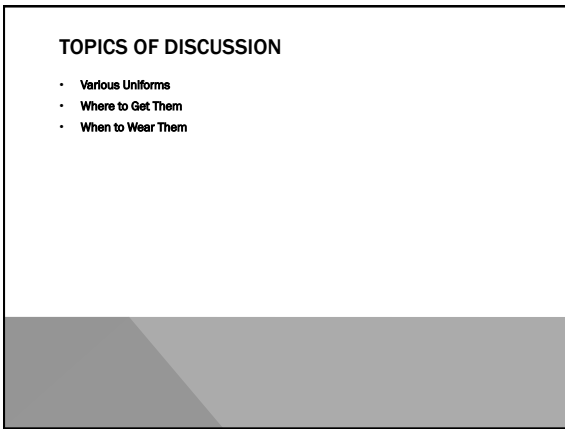 TOPICS OF DISCUSSION
• Various Uniforms
• Where to Get Them
• When to Wear Them